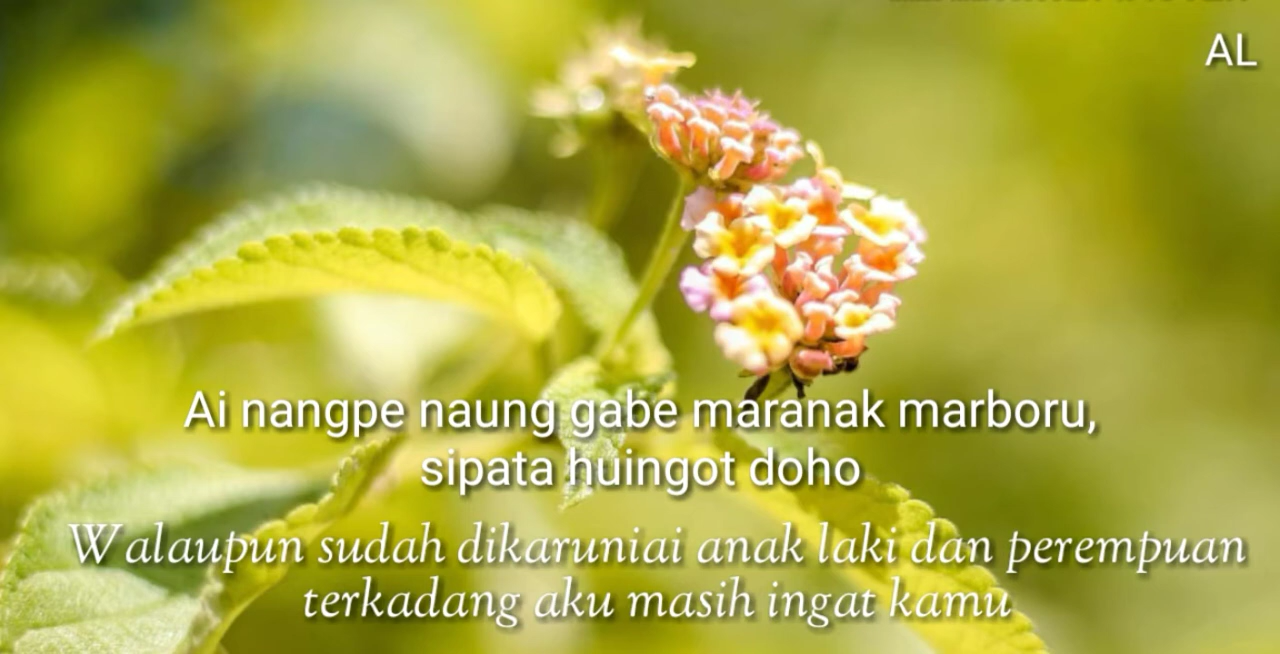 AL
Ai nangpe naung gabe maranak marboru,
sipata huingot doho
Walaupun sudah dikaruniai anak laki dan perempuan
terkadang aku masih ingat kamu